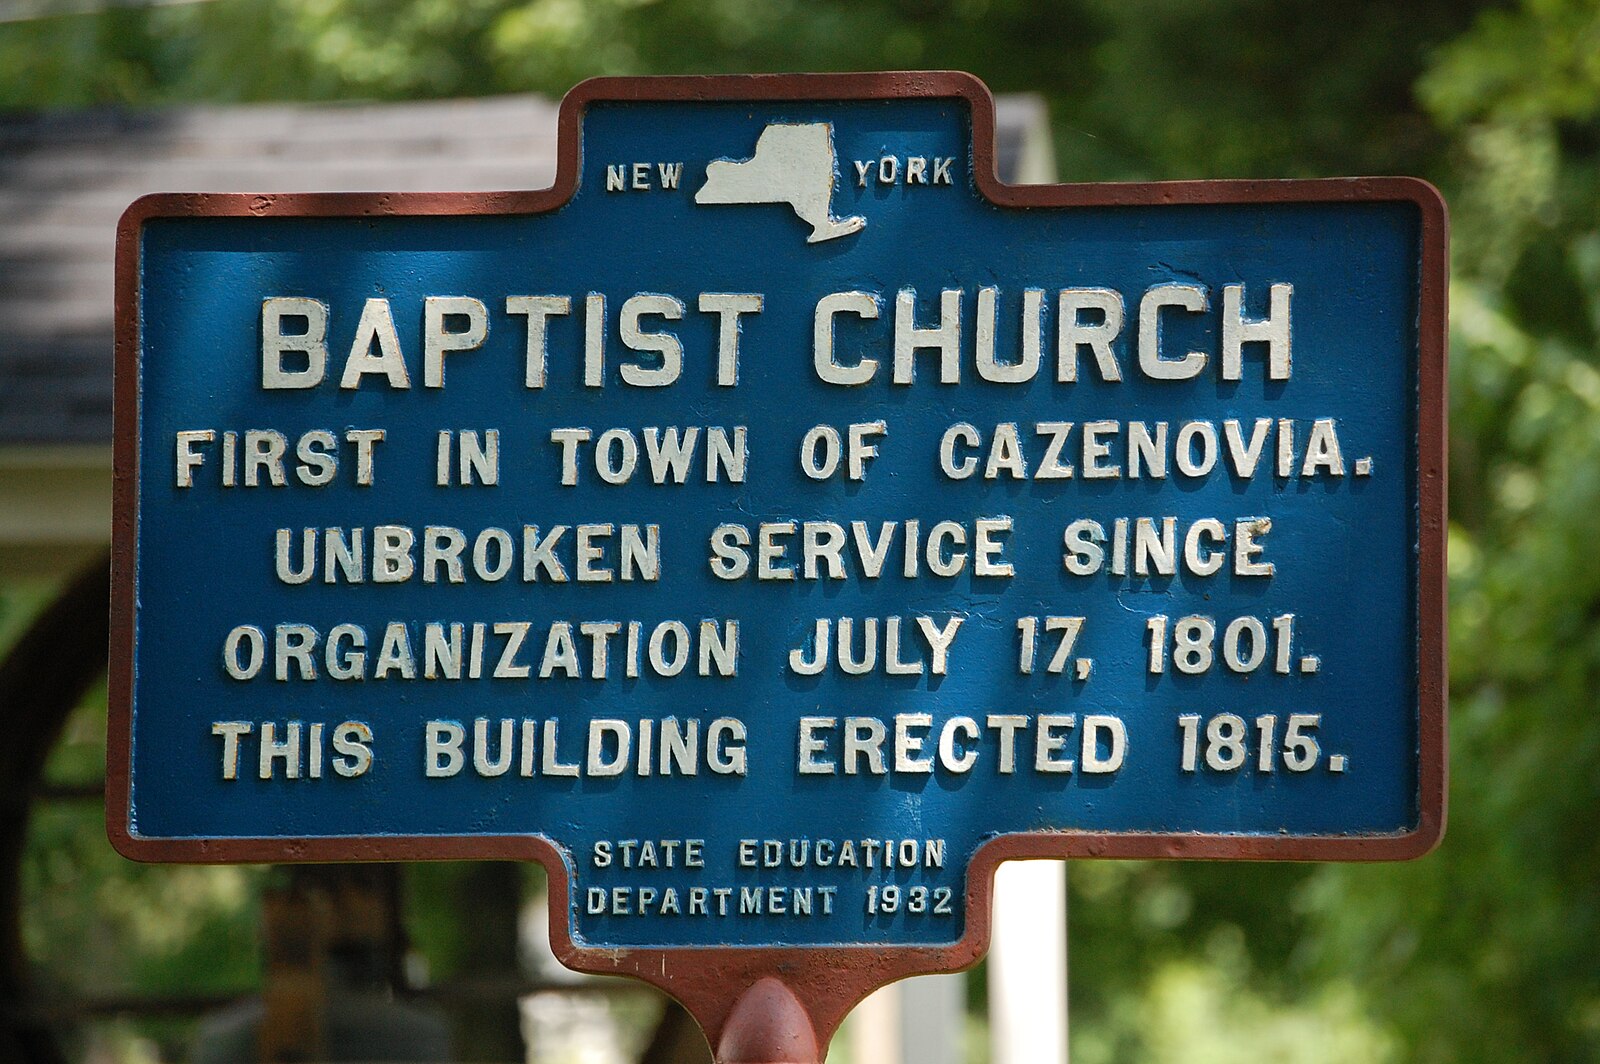 NEW YORK
BAPTIST CHURCH
FIRST IN TOWN OF CAZENOVIA.
UNBROKEN SERVICE SINCE
ORGANIZATION JULY 17, 1801.
THIS BUILDING ERECTED 1815.
STATE EDUCATION
DEPARTMENT 1932